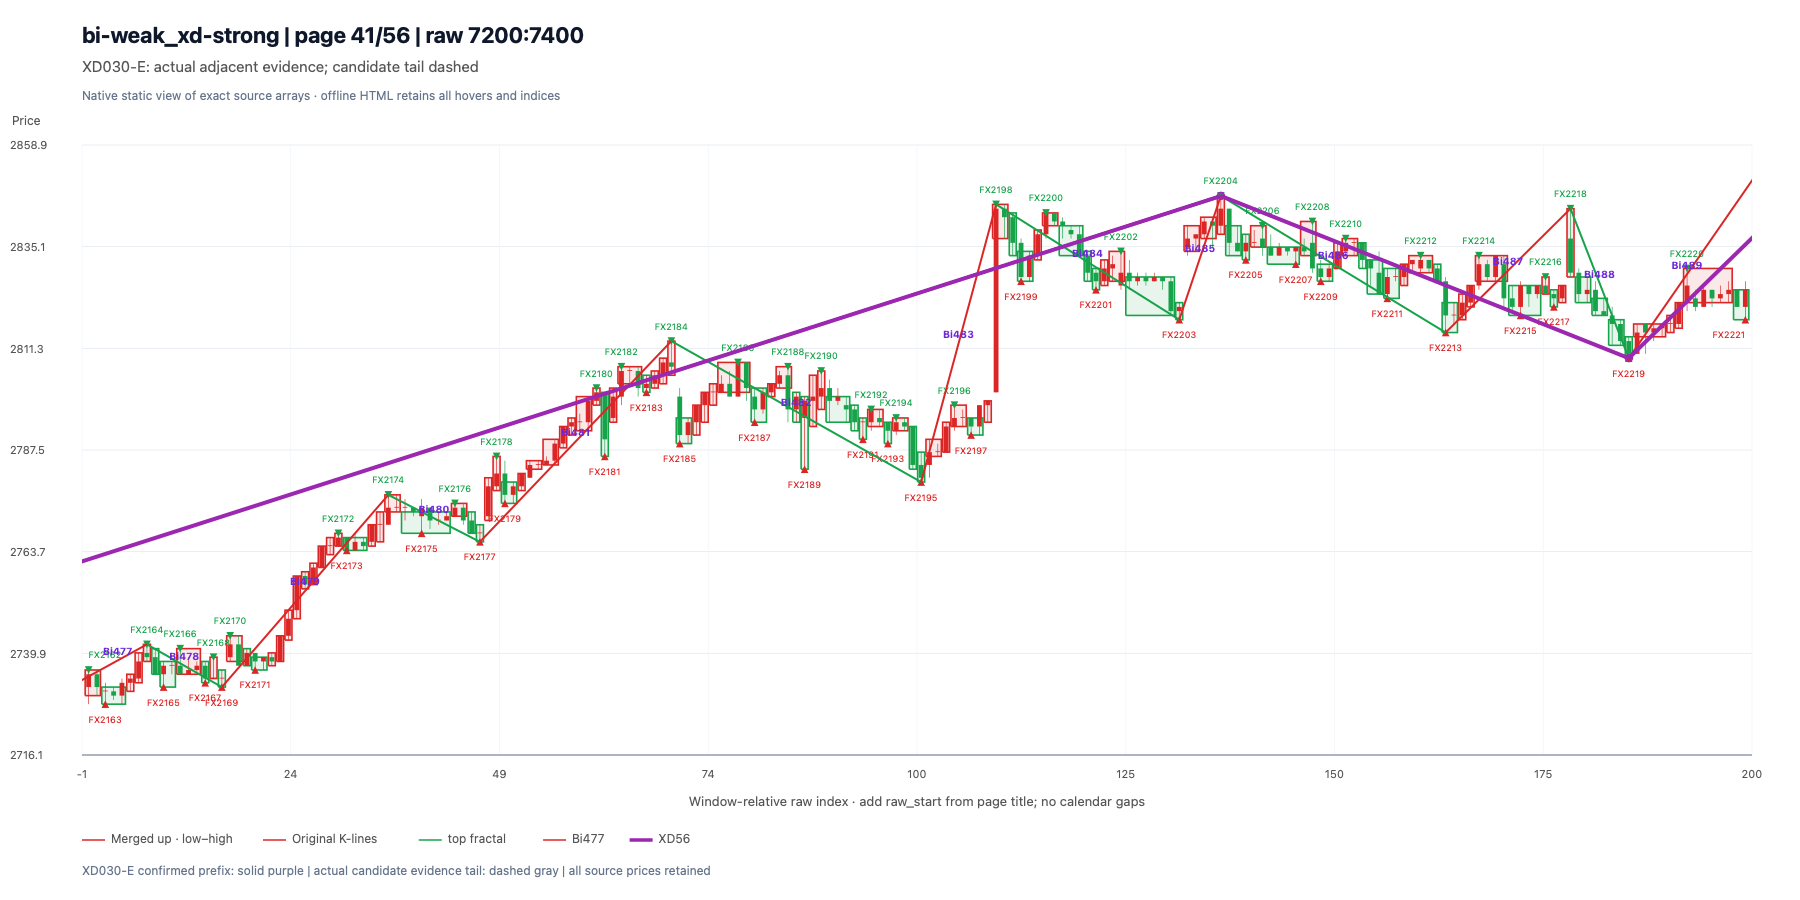 bi-weak_xd-strong | page 41/56 | raw 7200:7400
XD030-E: actual adjacent evidence; candidate tail dashed
Native static view of exact source arrays · offline HTML retains all hovers and indices
Price
2858.9
2835.1
2811.3
2787.5
2763.7
2739.9
2716.1
FX2204
FX2198
FX2200
FX2218
FX2208
FX2206
FX2210
FX2202
Bi484
Bi485
Bi486
FX2212
FX2214
FX2220
Bi487
FX2216
Bi489
Bi488
FX2205
FX2207
FX2199
FX2209
FX2201
FX2211
FX2215
FX2217
FX2203
Bi483
FX2221
FX2213
FX2184
FX2182
FX2188
FX2190
FX2180
FX2219
FX2183
FX2192
FX2196
FX2194
Bi481
FX2187
FX2178
FX2185
FX2193
FX2197
FX2181
FX2189
FX2174
FX2195
FX2176
Bi480
FX2172
FX2179
FX2175
FX2177
FX2173
FX2170
FX2164
FX2166
Bi477
Bi478
FX2171
FX2165
FX2167
FX2169
FX2163
-1
24
49
74
100
125
150
175
200
Window-relative raw index · add raw_start from page title; no calendar gaps
Merged up · low–high
Original K-lines
top fractal
Bi477
XD56
XD030-E confirmed prefix: solid purple | actual candidate evidence tail: dashed gray | all source prices retained